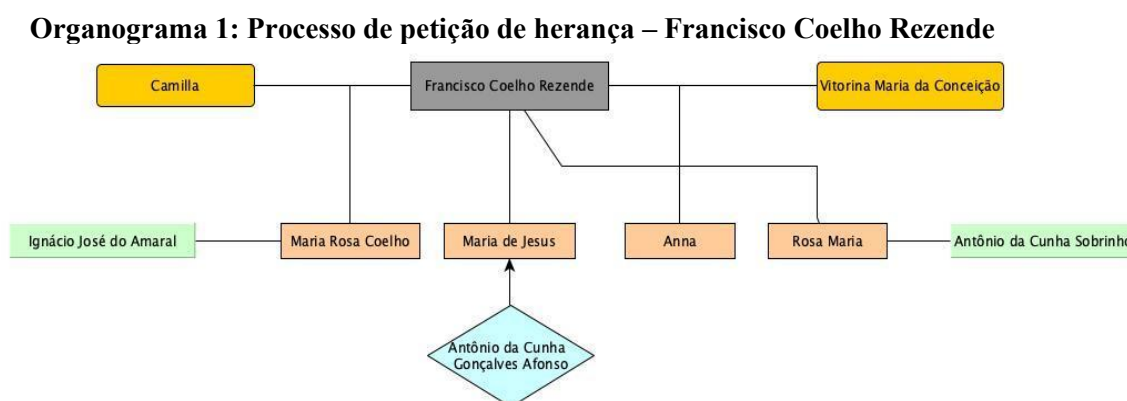 Organograma 1: Processo de petição de herança – Francisco Coelho Rezende
Camilla
Francisco Coelho Rezende
Vitorina Maria da Conceição
Ignácio José do Amaral
Maria Rosa Coelho
Maria de Jesus
Anna
Rosa Maria
Antônio da Cunha Sobrinho
Antônio da Cunha
Gonçalves Afonso